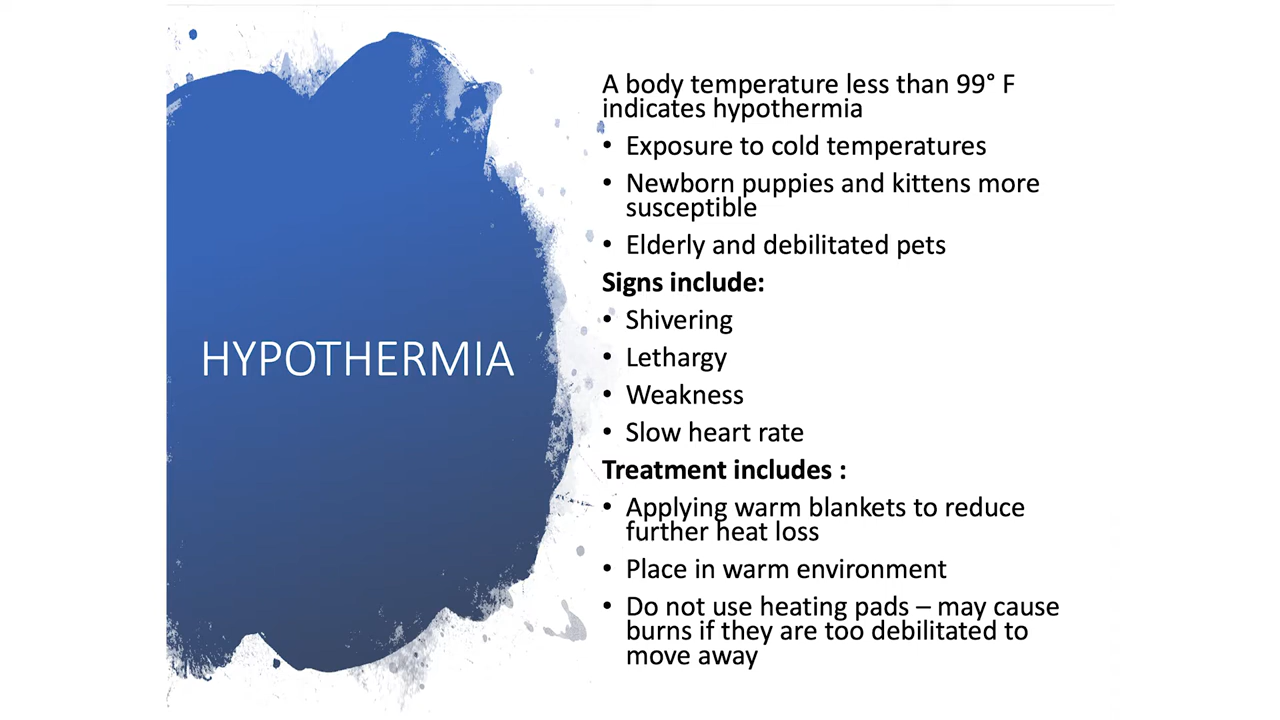 HYPOTHERMIA
A body temperature less than 99° F
indicates hypothermia
• Exposure to cold temperatures
• Newborn puppies and kittens more
susceptible
• Elderly and debilitated pets
Signs include:
• Shivering
• Lethargy
• Weakness
• Slow heart rate
Treatment includes :
• Applying warm blankets to reduce
further heat loss
• Place in warm environment
• Do not use heating pads – may cause
burns if they are too debilitated to
move away